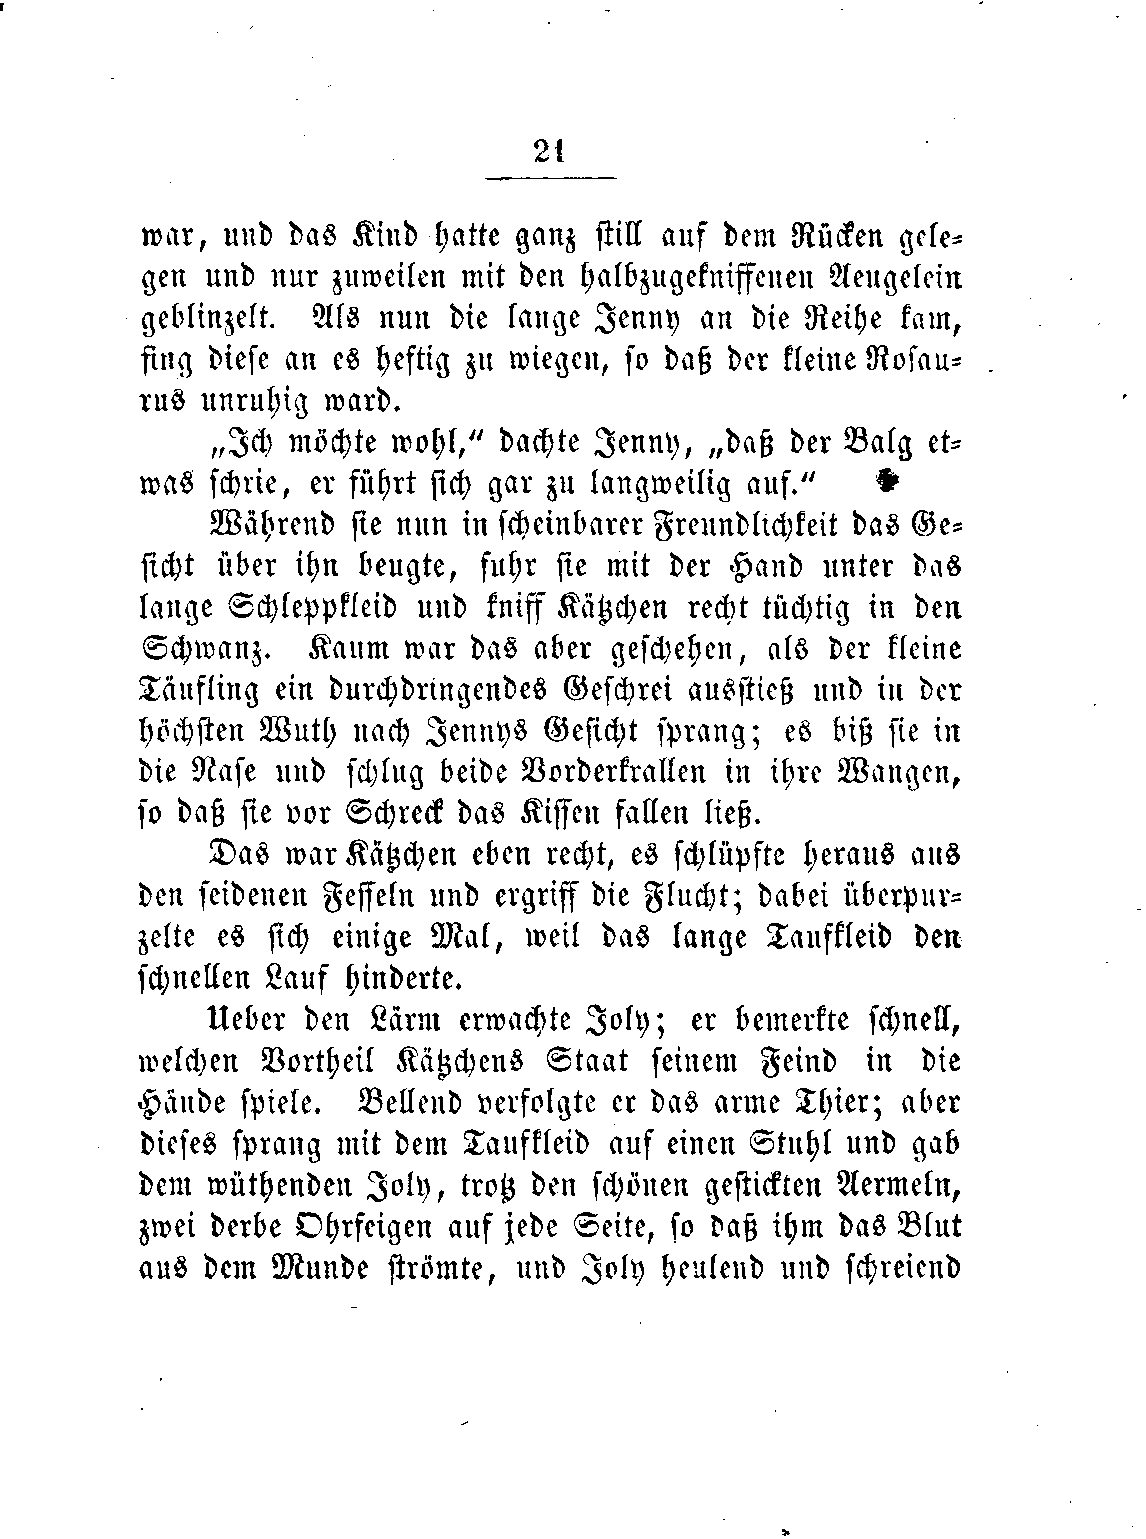 21
war, und das Kind hatte ganz still auf dem Rücken gele-
gen und nur zuweilen mit den halbzugekniffenen Aeugelein
geblinzelt. Als nun die lange Jenny an die Reihe kam,
fing diese an es heftig zu wiegen, so daß der kleine Rosau-
rus unruhig ward.
„Ich möchte wohl,“ dachte Jenny, „daß der Balg et-
was schrie, er führt sich gar zu langweilig auf.“
Während sie nun in scheinbarer Freundlichkeit das Ge-
sicht über ihn beugte, fuhr sie mit der Hand unter das
lange Schleppkleid und kniff Kätzchen recht tüchtig in den
Schwanz. Kaum war das aber geschehen, als der kleine
Täufling ein durchdringendes Geschrei ausstieß und in der
höchsten Wuth nach Jennys Gesicht sprang; es biß sie in
die Nase und schlug beide Vorderkrallen in ihre Wangen,
so daß sie vor Schreck das Kissen fallen ließ.
Das war Kätzchen eben recht, es schlüpfte heraus aus
den seidenen Fesseln und ergriff die Flucht; dabei überpur-
zelte es sich einige Mal, weil das lange Taufkleid den
schnellen Lauf hinderte.
Ueber den Lärm erwachte Joly; er bemerkte schnell,
welchen Vortheil Kätzchens Staat seinem Feind in die
Hände spiele. Bellend verfolgte er das arme Thier; aber
dieses sprang mit dem Taufkleid auf einen Stuhl und gab
dem wüthenden Joly, trotz den schönen gestickten Aermeln,
zwei derbe Ohrfeigen auf jede Seite, so daß ihm das Blut
aus dem Munde strömte, und Joly heulend und schreiend